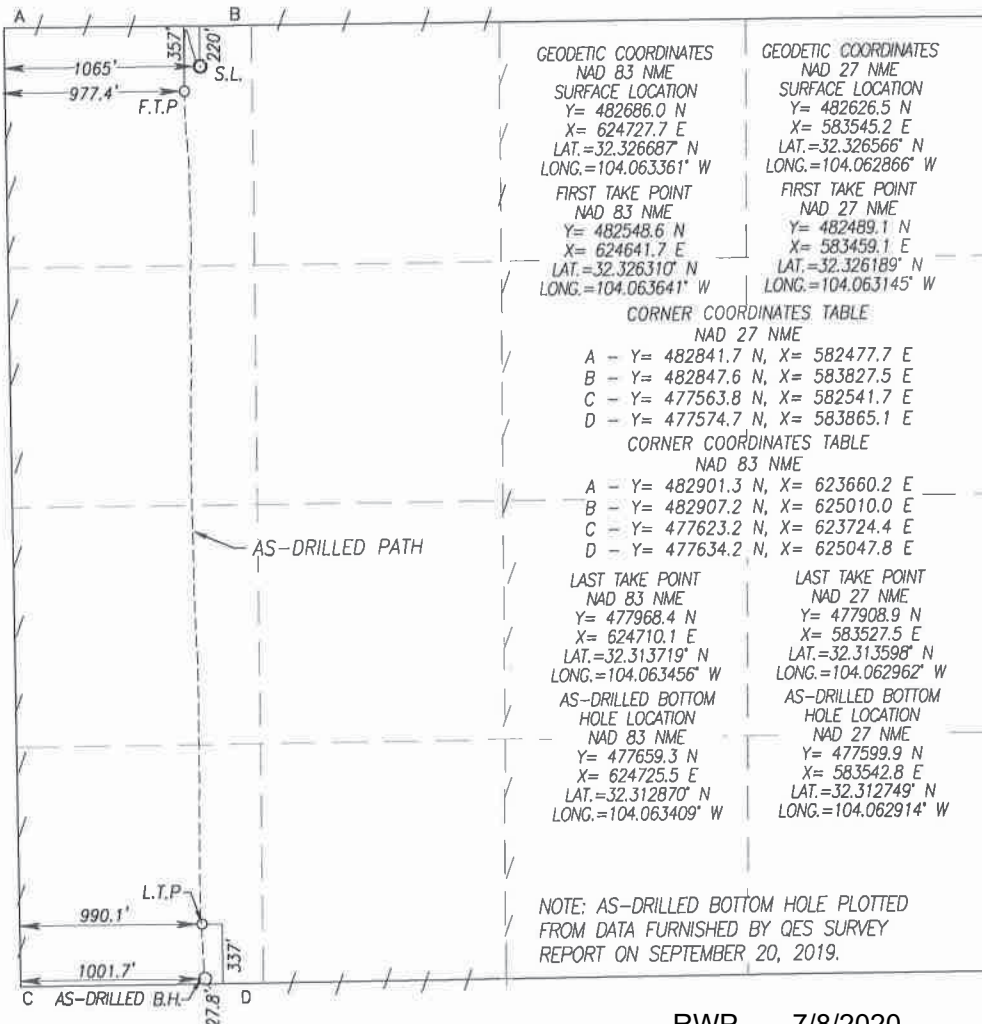 A
B
357'
220'
1065'
S.L.
977.4'
F.T.P
AS-DRILLED PATH
L.T.P
990.1'
337'
1001.7'
C
AS-DRILLED B.H.
D
27.8'
GEODETIC COORDINATES
NAD 83 NME
SURFACE LOCATION
Y= 482686.0 N
X= 624727.7 E
LAT.=32.326687° N
LONG.=104.063361° W
FIRST TAKE POINT
NAD 83 NME
Y= 482548.6 N
X= 624641.7 E
LAT.=32.326310° N
LONG.=104.063641° W
GEODETIC COORDINATES
NAD 27 NME
SURFACE LOCATION
Y= 482626.5 N
X= 583545.2 E
LAT.=32.326566° N
LONG.=104.062866° W
FIRST TAKE POINT
NAD 27 NME
Y= 482489.1 N
X= 583459.1 E
LAT.=32.326189° N
LONG.=104.063145° W
CORNER COORDINATES TABLE
NAD 27 NME
A - Y= 482841.7 N, X= 582477.7 E
B - Y= 482847.6 N, X= 583827.5 E
C - Y= 477563.8 N, X= 582541.7 E
D - Y= 477574.7 N, X= 583865.1 E
CORNER COORDINATES TABLE
NAD 83 NME
A - Y= 482901.3 N, X= 623660.2 E
B - Y= 482907.2 N, X= 625010.0 E
C - Y= 477623.2 N, X= 623724.4 E
D - Y= 477634.2 N, X= 625047.8 E
LAST TAKE POINT
NAD 83 NME
Y= 477968.4 N
X= 624710.1 E
LAT.=32.313719° N
LONG.=104.063456° W
AS-DRILLED BOTTOM
HOLE LOCATION
NAD 83 NME
Y= 477659.3 N
X= 624725.5 E
LAT.=32.312870° N
LONG.=104.063409° W
LAST TAKE POINT
NAD 27 NME
Y= 477908.9 N
X= 583527.5 E
LAT.=32.313598° N
LONG.=104.062962° W
AS-DRILLED BOTTOM
HOLE LOCATION
NAD 27 NME
Y= 477599.9 N
X= 583542.8 E
LAT.=32.312749° N
LONG.=104.062914° W
NOTE: AS-DRILLED BOTTOM HOLE PLOTTED
FROM DATA FURNISHED BY QES SURVEY
REPORT ON SEPTEMBER 20, 2019.